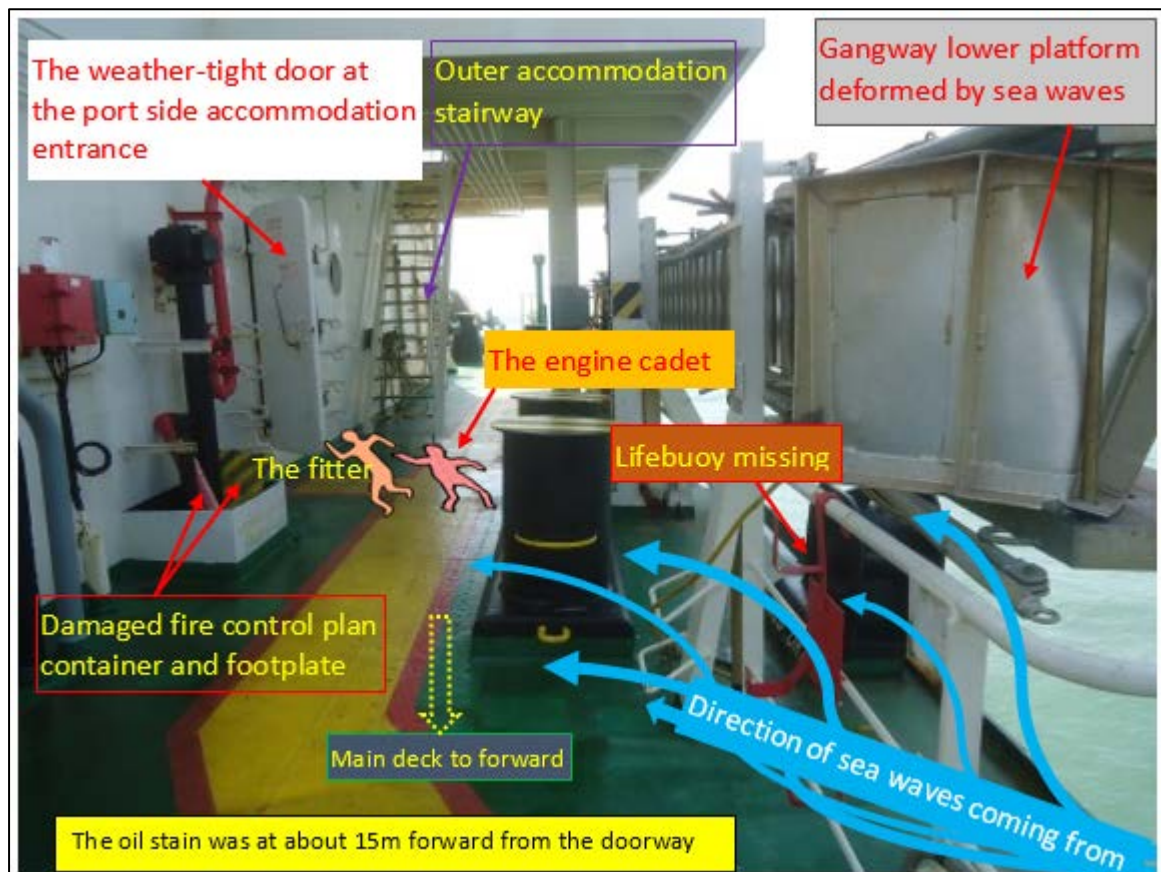 The weather-tight door at
the port side accommodation
entrance
Outer accommodation
stairway
Gangway lower platform
deformed by sea waves
The engine cadet
The fitter
Lifebuoy missing
Damaged fire control plan
container and footplate
Main deck to forward
Direction of sea waves coming from
The oil stain was at about 15m forward from the doorway